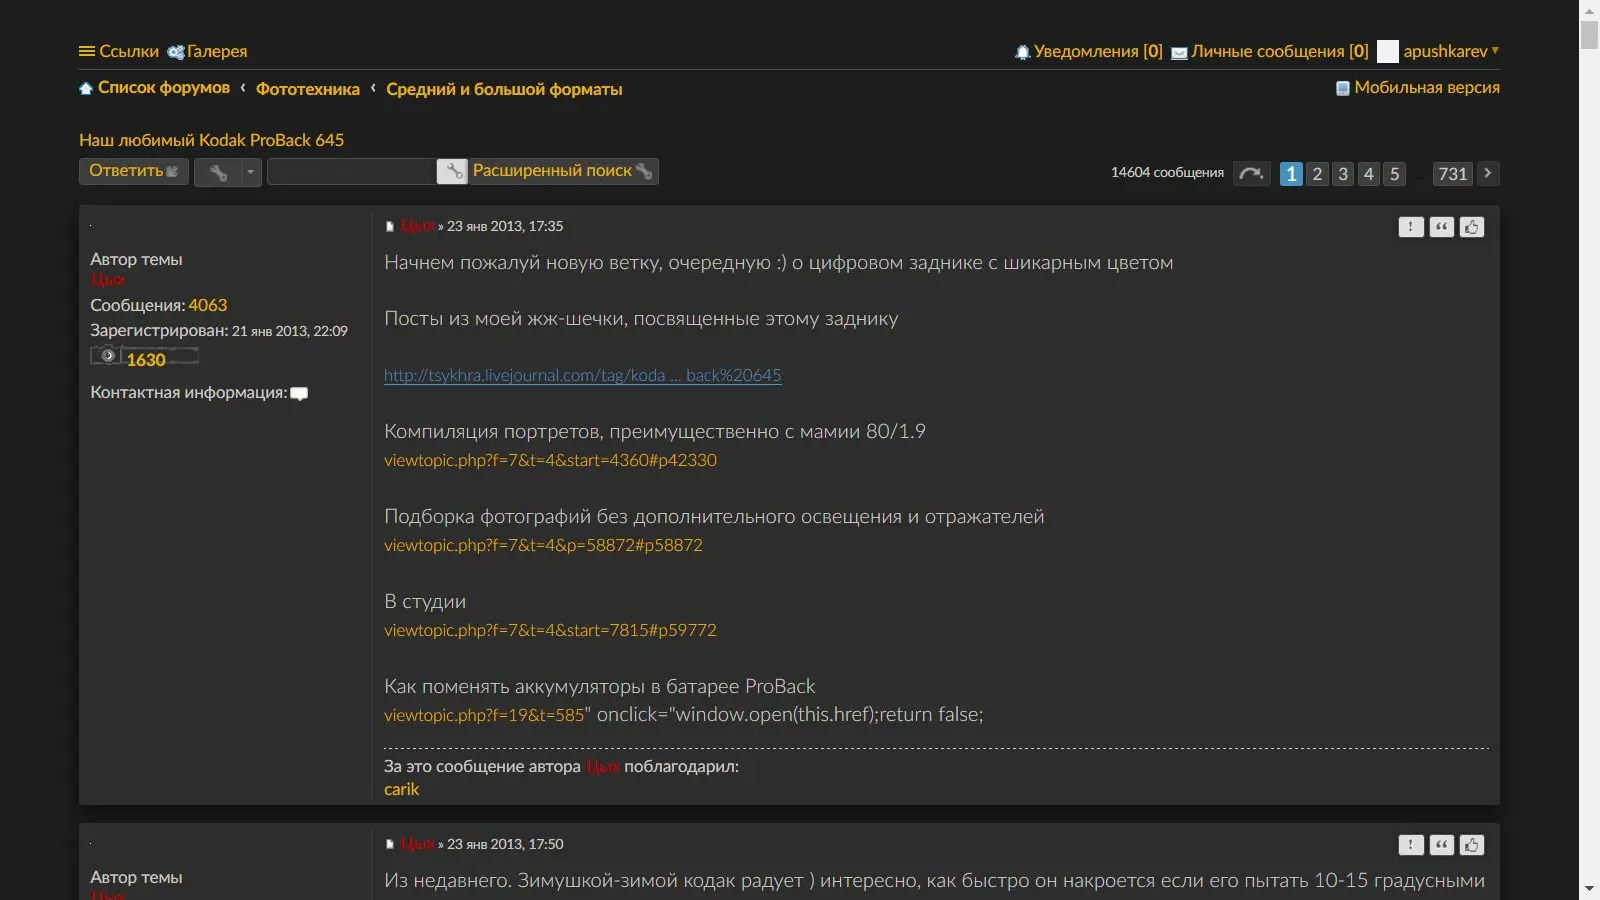 Ссылки Галерея
Уведомления [0] Личные сообщения [0] apushkarev
Список форумов ‹ Фототехника ‹ Средний и большой форматы
Мобильная версия
Наш любимый Kodak ProBack 645
Ответить Расширенный поиск
14604 сообщения 1 2 3 4 5 ... 731
Автор темы
Цых
Сообщения: 4063
Зарегистрирован: 21 янв 2013, 22:09
1630
Контактная информация:
Цых » 23 янв 2013, 17:35
Начнем пожалуй новую ветку, очередную :) о цифровом заднике с шикарным цветом
Посты из моей жж-шечки, посвященные этому заднику
http://tsykhra.livejournal.com/tag/koda ... back%20645
Компиляция портретов, преимущественно с мамии 80/1.9
viewtopic.php?f=7&t=4&start=4360#p42330
Подборка фотографий без дополнительного освещения и отражателей
viewtopic.php?f=7&t=4&p=58872#p58872
В студии
viewtopic.php?f=7&t=4&start=7815#p59772
Как поменять аккумуляторы в батарее ProBack
viewtopic.php?f=19&t=585" onclick="window.open(this.href);return false;
За это сообщение автора Цых поблагодарил:
carik
Автор темы
Цых
Цых » 23 янв 2013, 17:50
Из недавнего. Зимушкой-зимой кодак радует ) интересно, как быстро он накроется если его пытать 10-15 градусными